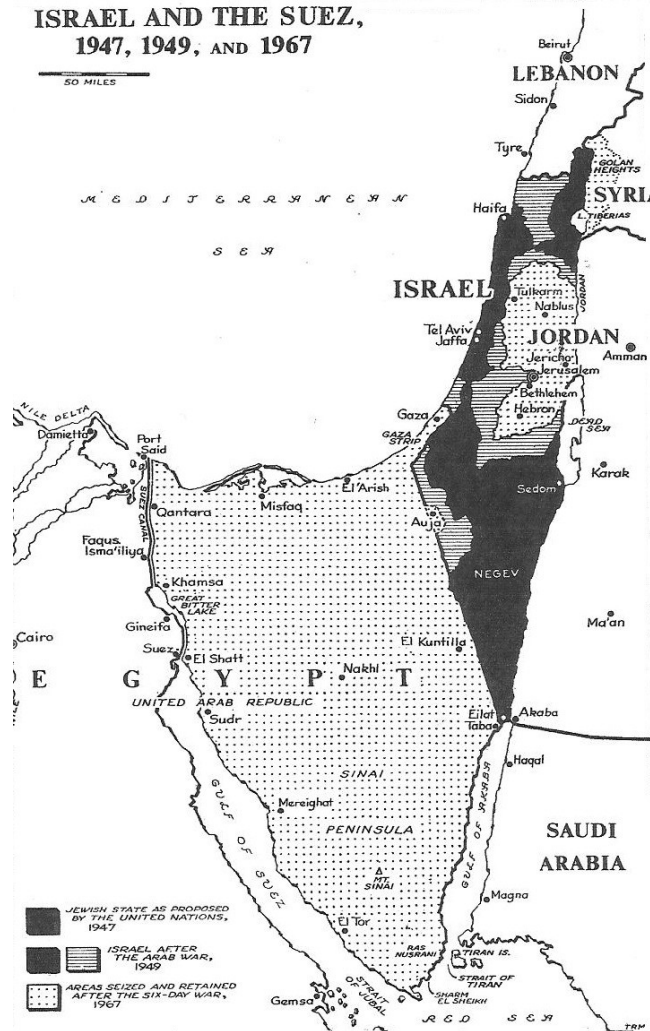 ISRAEL AND THE SUEZ,
1947, 1949, AND 1967
50 MILES
Beirut
LEBANON
Sidon
Tyre
GOLAN
HEIGHTS
SYRIA
MEDITERRANEAN
SEA
Haifa
L. TIBERIAS
ISRAEL
Tulkarm
Nablus
JORDAN
Tel Aviv
Jaffa
JORDAN
Jericho
Amman
Jerusalem
Bethlehem
Hebron
DEAD
SEA
Gaza
GAZA
STRIP
NILE DELTA
Damietta
Port
Said
SUEZ CANAL
El Arish
Misfaq
Qantara
Karak
Sedom
Auja
Faqus
Isma'iliya
NEGEV
Khamsa
GREAT
BITTER
LAKE
Gineifa
Ma'an
Cairo
El Kuntilla
Suez
El Shatt
EGYPT
Nakhl
UNITED ARAB REPUBLIC
Sudr
Eilat
Taba
Akaba
Haqal
SINAI
GULF OF AKABA
GULF OF SUEZ
Mereighat
PENINSULA
SAUDI
ARABIA
MT.
SINAI
Magna
El Tor
RAS
NUSRANI
TIRAN IS.
STRAIT OF
TIRAN
STRAIT OF
JUBAL
Gemsa
SHARM
EL SHEIKH
RED SEA
JEWISH STATE AS PROPOSED
BY THE UNITED NATIONS,
1947
ISRAEL AFTER
THE ARAB WAR,
1949
AREAS SEIZED AND RETAINED
AFTER THE SIX-DAY WAR,
1967
TRM